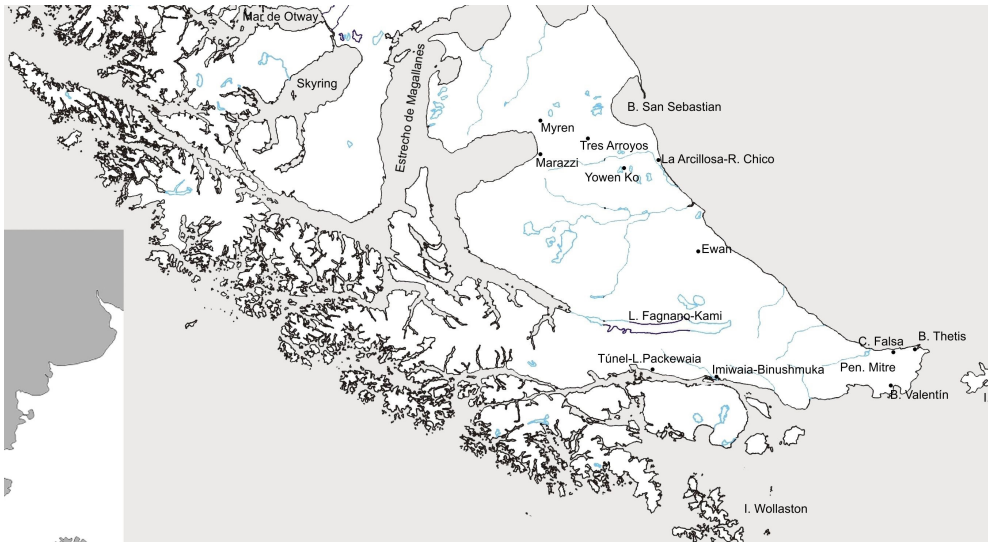 Mar de Otway
Skyring
Estrecho de Magallanes
B. San Sebastian
Myren
Tres Arroyos
Marazzi
La Arcillosa-R. Chico
Yowen Ko
Ewan
L. Fagnano-Kami
C. Falsa
B. Thetis
Túnel-L.Packewaia
Imiwaia-Binushmuka
Pen. Mitre
B. Valentín
I
I. Wollaston